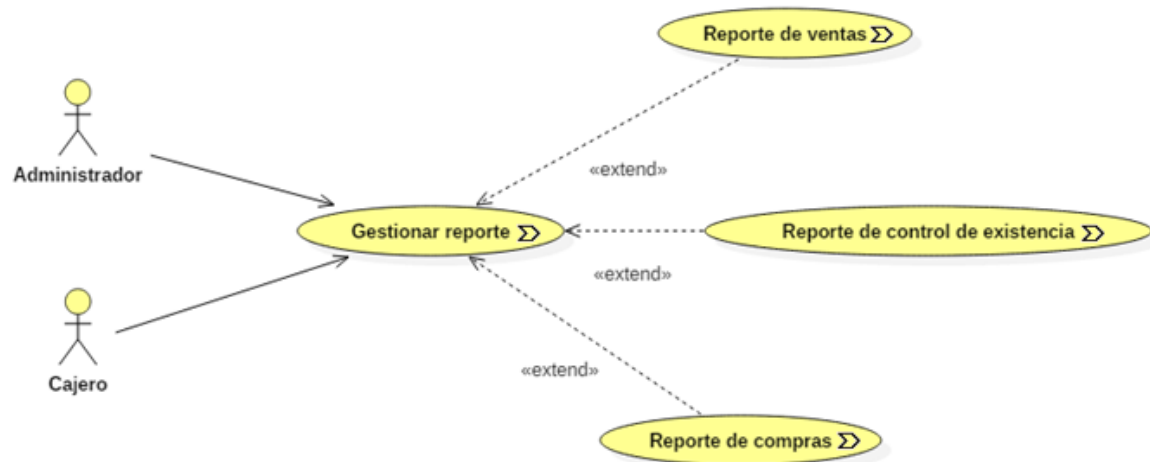 Reporte de ventas
Administrador
«extend»
Gestionar reporte
Reporte de control de existencia
«extend»
Cajero
«extend»
Reporte de compras